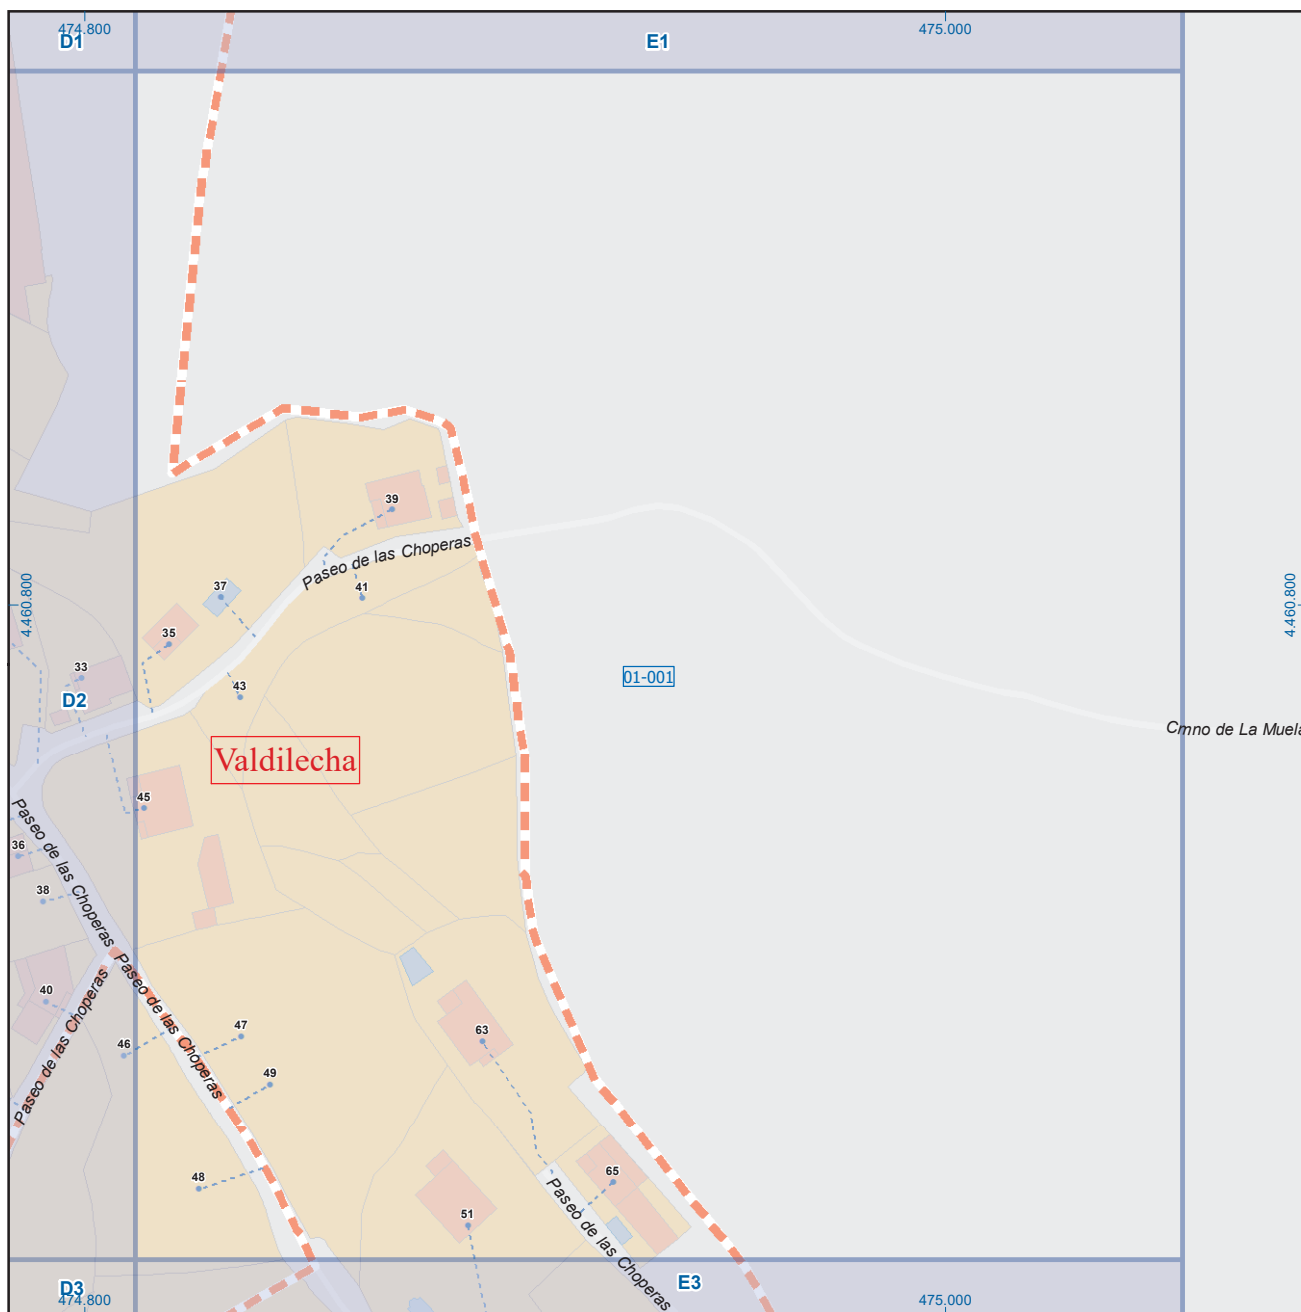 474.800
D1
E1
475.000
39
Paseo de las Choperas
41
37
4.460.800
4.460.800
35
33
D2
43
01-001
Cmno de La Muela
Valdilecha
45
Paseo de las Choperas
36
38
40
Paseo de las Choperas
Paseo de las Choperas
46
47
49
63
48
65
51
Paseo de las Choperas
D3
E3
474.800
475.000